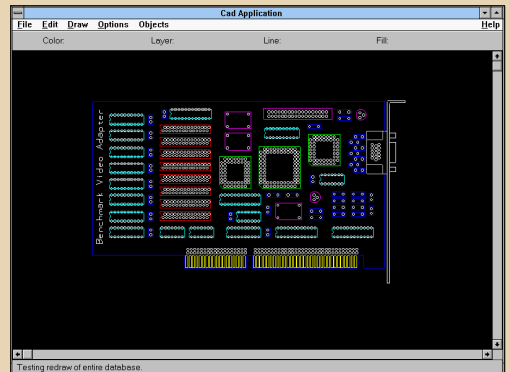 Cad Application
File Edit Draw Options Objects Help
Color: Layer: Line: Fill:
Benchmark Video Adapter
Testing redraw of entire database.